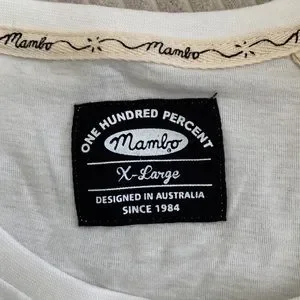 Mambo Mambo
ONE HUNDRED PERCENT
Mambo®
X-Large
DESIGNED IN AUSTRALIA
SINCE 1984